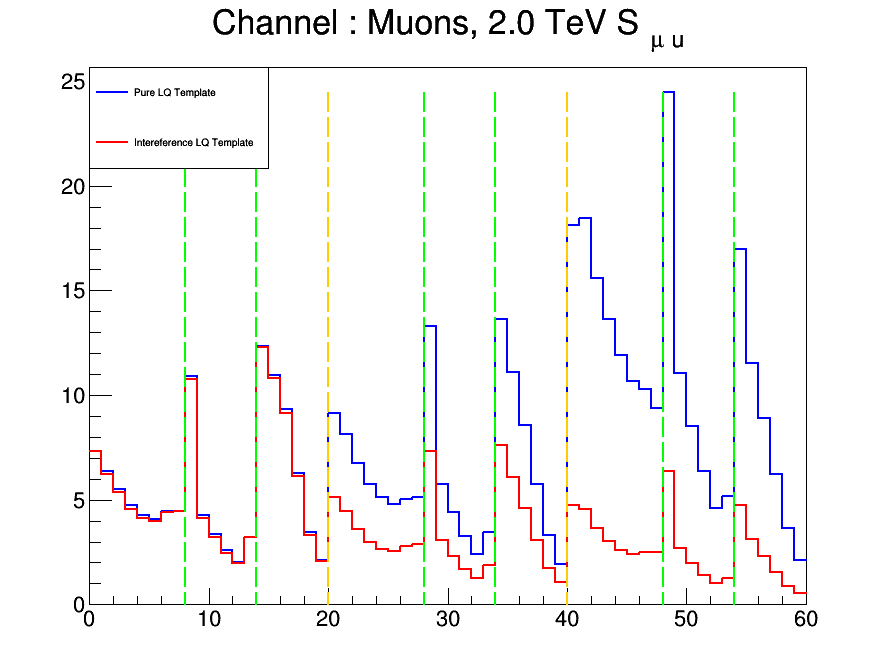 Channel : Muons, 2.0 TeV S μ u
Pure LQ Template
Intereference LQ Template
25
20
15
10
5
0
0 10 20 30 40 50 60